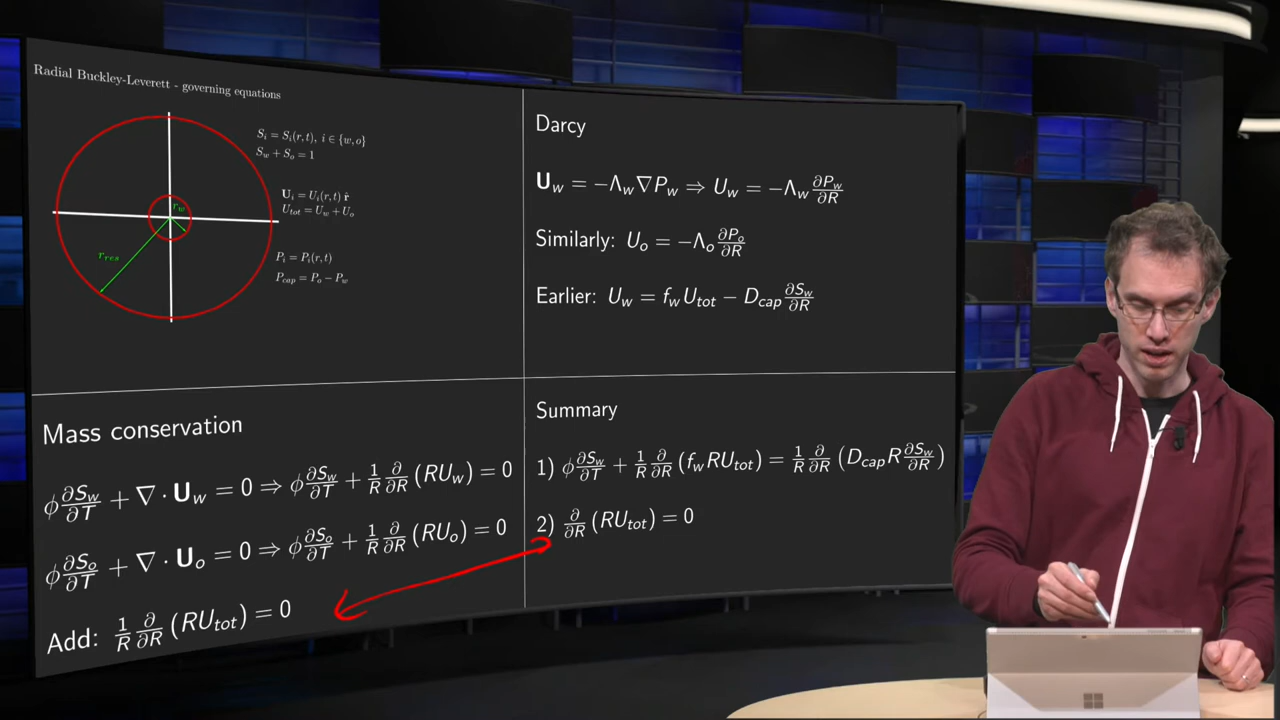 Radial Buckley-Leverett - governing equations
S_i = S_i(r, t), i ∈ {w, o}
S_w + S_o = 1
U_i = U_i(r, t) r̂
U_tot = U_w + U_o
P_i = P_i(r, t)
P_cap = P_o − P_w
r_w
r_res
Darcy
U_w = −Λ_w ∇P_w ⇒ U_w = −Λ_w ∂P_w/∂R
Similarly: U_o = −Λ_o ∂P_o/∂R
Earlier: U_w = f_w U_tot − D_cap ∂S_w/∂R
Mass conservation
ϕ ∂S_w/∂T + ∇ · U_w = 0 ⇒ ϕ ∂S_w/∂T + 1/R ∂/∂R (RU_w) = 0
ϕ ∂S_o/∂T + ∇ · U_o = 0 ⇒ ϕ ∂S_o/∂T + 1/R ∂/∂R (RU_o) = 0
Add: 1/R ∂/∂R (RU_tot) = 0
Summary
1) ϕ ∂S_w/∂T + 1/R ∂/∂R (f_w RU_tot) = 1/R ∂/∂R (D_cap R ∂S_w/∂R)
2) ∂/∂R (RU_tot) = 0